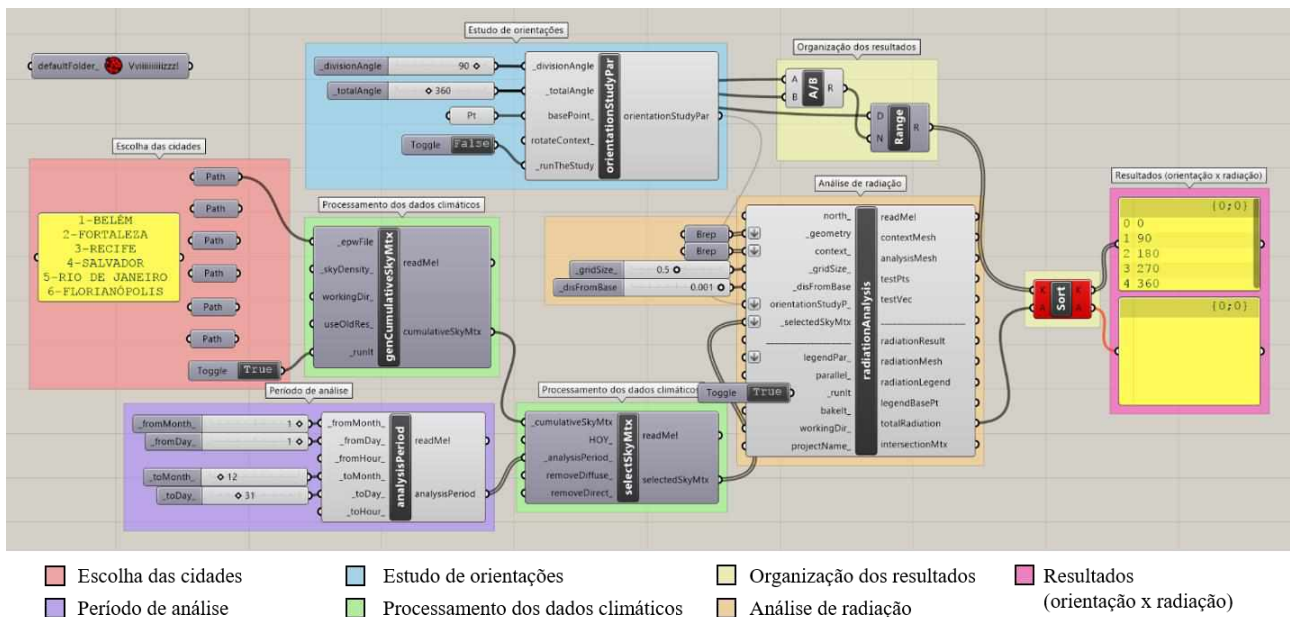 defaultFolder_
Vviiiiiiiizzz!
Estudo de orientações
_divisionAngle
90
_totalAngle
360
Pt
Toggle False
_divisionAngle
_totalAngle
basePoint_
rotateContext_
_runTheStudy
orientationStudyPar
orientationStudyPar
Organização dos resultados
A
B
A/B
R
D
N
Range
R
Escolha das cidades
Path
Path
Path
Path
Path
Path
1-BELÉM
2-FORTALEZA
3-RECIFE
4-SALVADOR
5-RIO DE JANEIRO
6-FLORIANÓPOLIS
Toggle True
Processamento dos dados climáticos
_epwFile
_skyDensity_
workingDir_
useOldRes_
_runIt
genCumulativeSkyMtx
readMe!
cumulativeSkyMtx
Análise de radiação
Brep
Brep
_gridSize_
0.5
_disFromBase
0.001
north_
_geometry
context_
_gridSize_
_disFromBase
orientationStudyP_
_selectedSkyMtx
legendPar_
parallel_
_runIt
bakeIt_
workingDir_
projectName_
radiationAnalysis
readMe!
contextMesh
analysisMesh
testPts
testVec
radiationResult
radiationMesh
radiationLegend
legendBasePt
totalRadiation
intersectionMtx
Toggle True
K
A
Sort
K
A
Resultados (orientação x radiação)
{0;0}
0 0
1 90
2 180
3 270
4 360
{0;0}
Período de análise
_fromMonth_
1
_fromDay_
1
_toMonth_
12
_toDay_
31
_fromMonth_
_fromDay_
_fromHour_
_toMonth_
_toDay_
_toHour_
analysisPeriod
readMe!
analysisPeriod
Processamento dos dados climáticos
_cumulativeSkyMtx
HOY_
_analysisPeriod_
removeDiffuse_
removeDirect_
selectSkyMtx
readMe!
selectedSkyMtx
Escolha das cidades
Estudo de orientações
Organização dos resultados
Resultados
(orientação x radiação)
Período de análise
Processamento dos dados climáticos
Análise de radiação